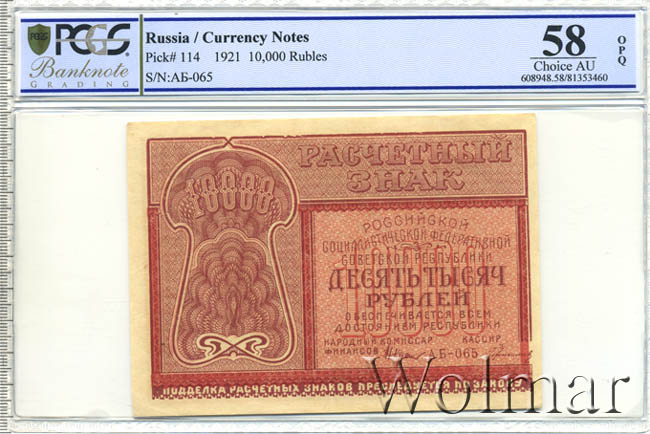 PCGS
Banknote
GRADING
Russia / Currency Notes
Pick# 114 1921 10,000 Rubles
S/N:АБ-065
58
Choice AU
OPQ
608948.58/81353460
10000
РАСЧЕТНЫЙ
ЗНАК
РОССИЙСКОЙ
СОЦИАЛИСТИЧЕСКОЙ ФЕДЕРАТИВНОЙ
СОВЕТСКОЙ РЕСПУБЛИКИ
ДЕСЯТЬ ТЫСЯЧ
РУБЛЕЙ
ОБЕСПЕЧИВАЕТСЯ ВСЕМ
ДОСТОЯНИЕМ РЕСПУБЛИКИ
НАРОДНЫЙ КОМИССАР КАССИР
ФИНАНСОВ АБ-065
ПОДДЕЛКА РАСЧЕТНЫХ ЗНАКОВ ПРЕСЛЕДУЕТСЯ ПО ЗАКОНУ
Wolmar